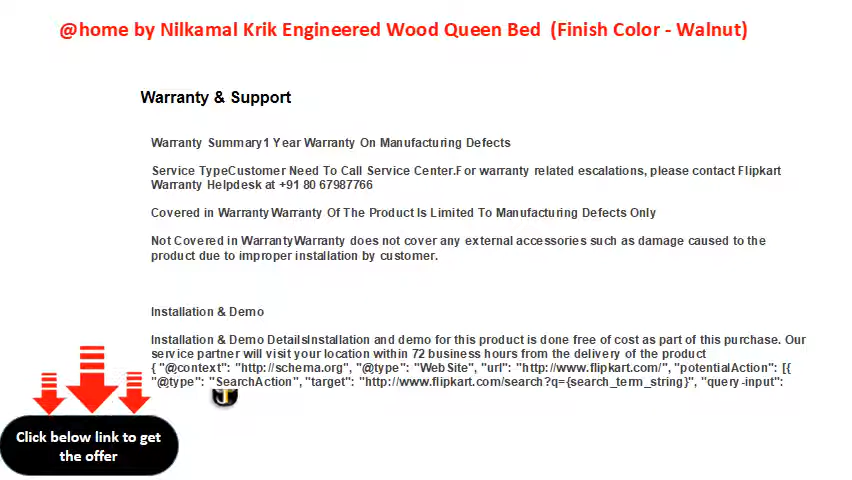 @home by Nilkamal Krik Engineered Wood Queen Bed (Finish Color - Walnut)
Warranty & Support
Warranty Summary1 Year Warranty On Manufacturing Defects
Service TypeCustomer Need To Call Service Center.For warranty related escalations, please contact Flipkart
Warranty Helpdesk at +91 80 67987766
Covered in WarrantyWarranty Of The Product Is Limited To Manufacturing Defects Only
Not Covered in WarrantyWarranty does not cover any external accessories such as damage caused to the
product due to improper installation by customer.
Installation & Demo
Installation & Demo DetailsInstallation and demo for this product is done free of cost as part of this purchase. Our
service partner will visit your location within 72 business hours from the delivery of the product
{ "@context": "http://schema.org", "@type": "WebSite", "url": "http://www.flipkart.com/", "potentialAction": [{
"@type": "SearchAction", "target": "http://www.flipkart.com/search?q={search_term_string}", "query-input":
Click below link to get
the offer